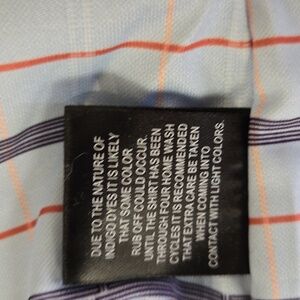 DUE TO THE NATURE OF
INDIGO DYES IT IS LIKELY
THAT SOME COLOR
RUB OFF COULD OCCUR.
UNTIL THE SHIRT HAS BEEN
THROUGH FOUR HOME WASH
CYCLES IT IS RECOMMENDED
THAT EXTRA CARE BE TAKEN
WHEN COMING INTO
CONTACT WITH LIGHT COLORS.